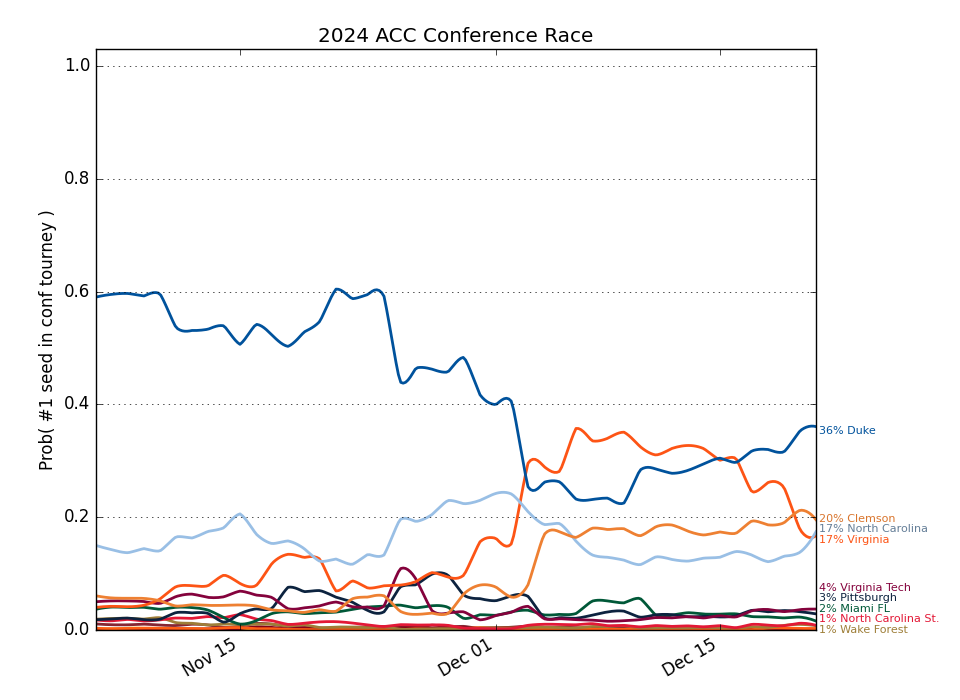 2024 ACC Conference Race
Prob( #1 seed in conf tourney )
1.0
0.8
0.6
0.4
0.2
0.0
Nov 15
Dec 01
Dec 15
36% Duke
20% Clemson
17% North Carolina
17% Virginia
4% Virginia Tech
3% Pittsburgh
2% Miami FL
1% North Carolina St.
1% Wake Forest